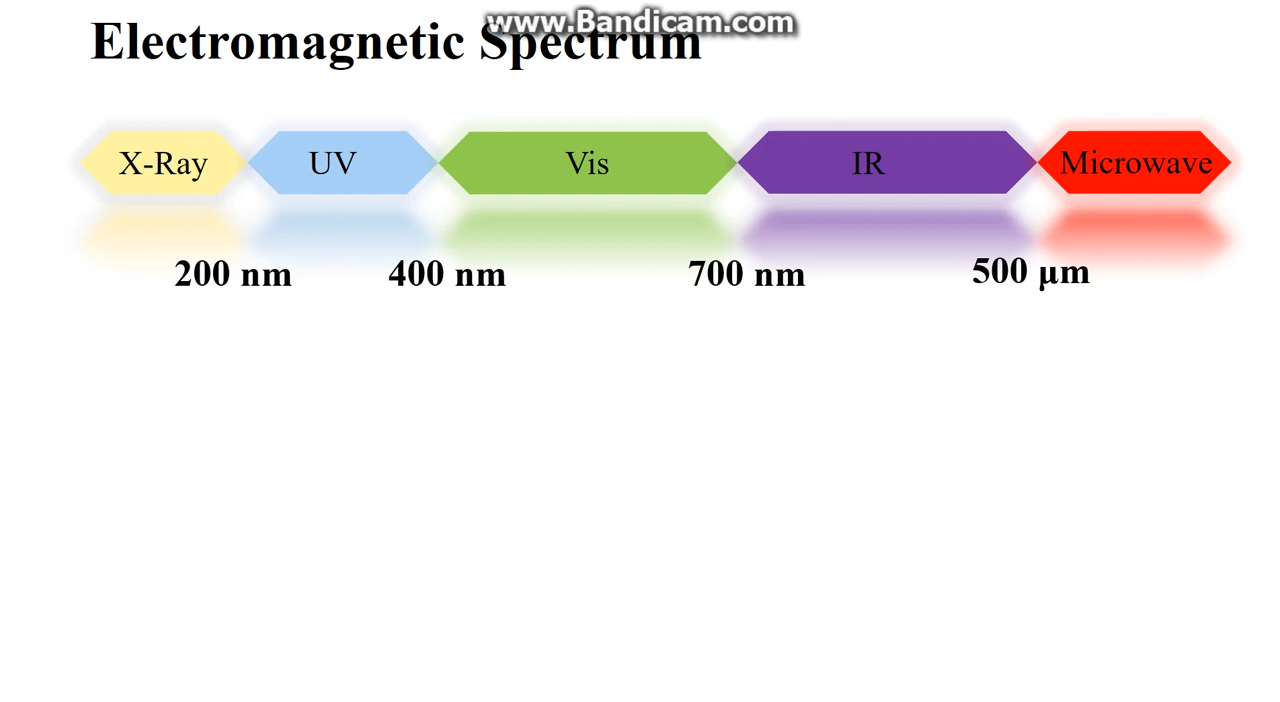 www.Bandicam.com
Electromagnetic Spectrum
X-Ray UV Vis IR Microwave
200 nm 400 nm 700 nm 500 µm